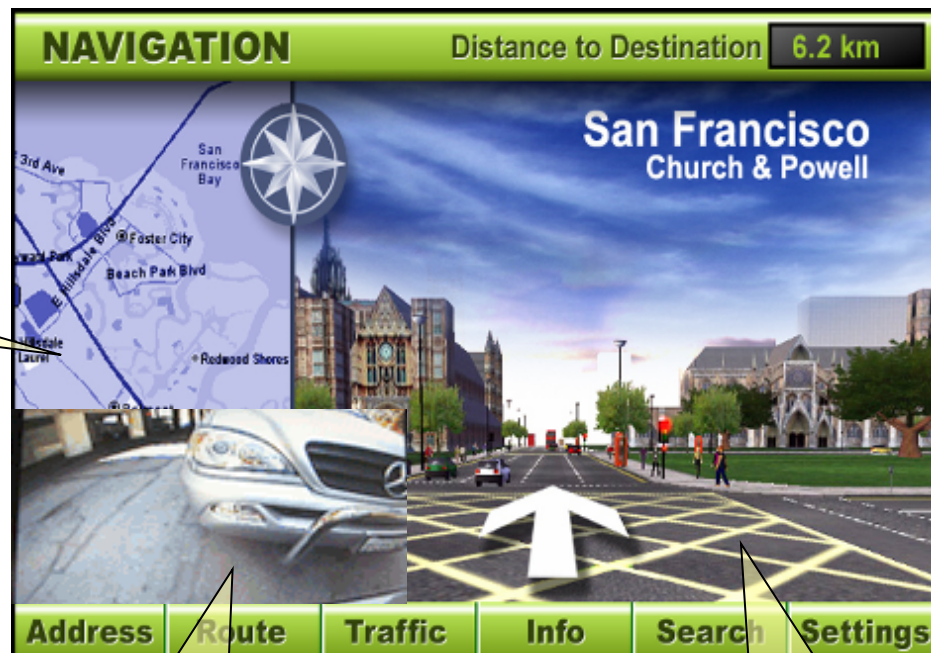 NAVIGATION
Distance to Destination
6.2 km
San Francisco
Church & Powell
San
Francisco
Bay
3rd Ave
Foster City
E Hillsdale Blvd
Beach Park Blvd
Redwood Shores
Address
Route
Traffic
Info
Search
Settings